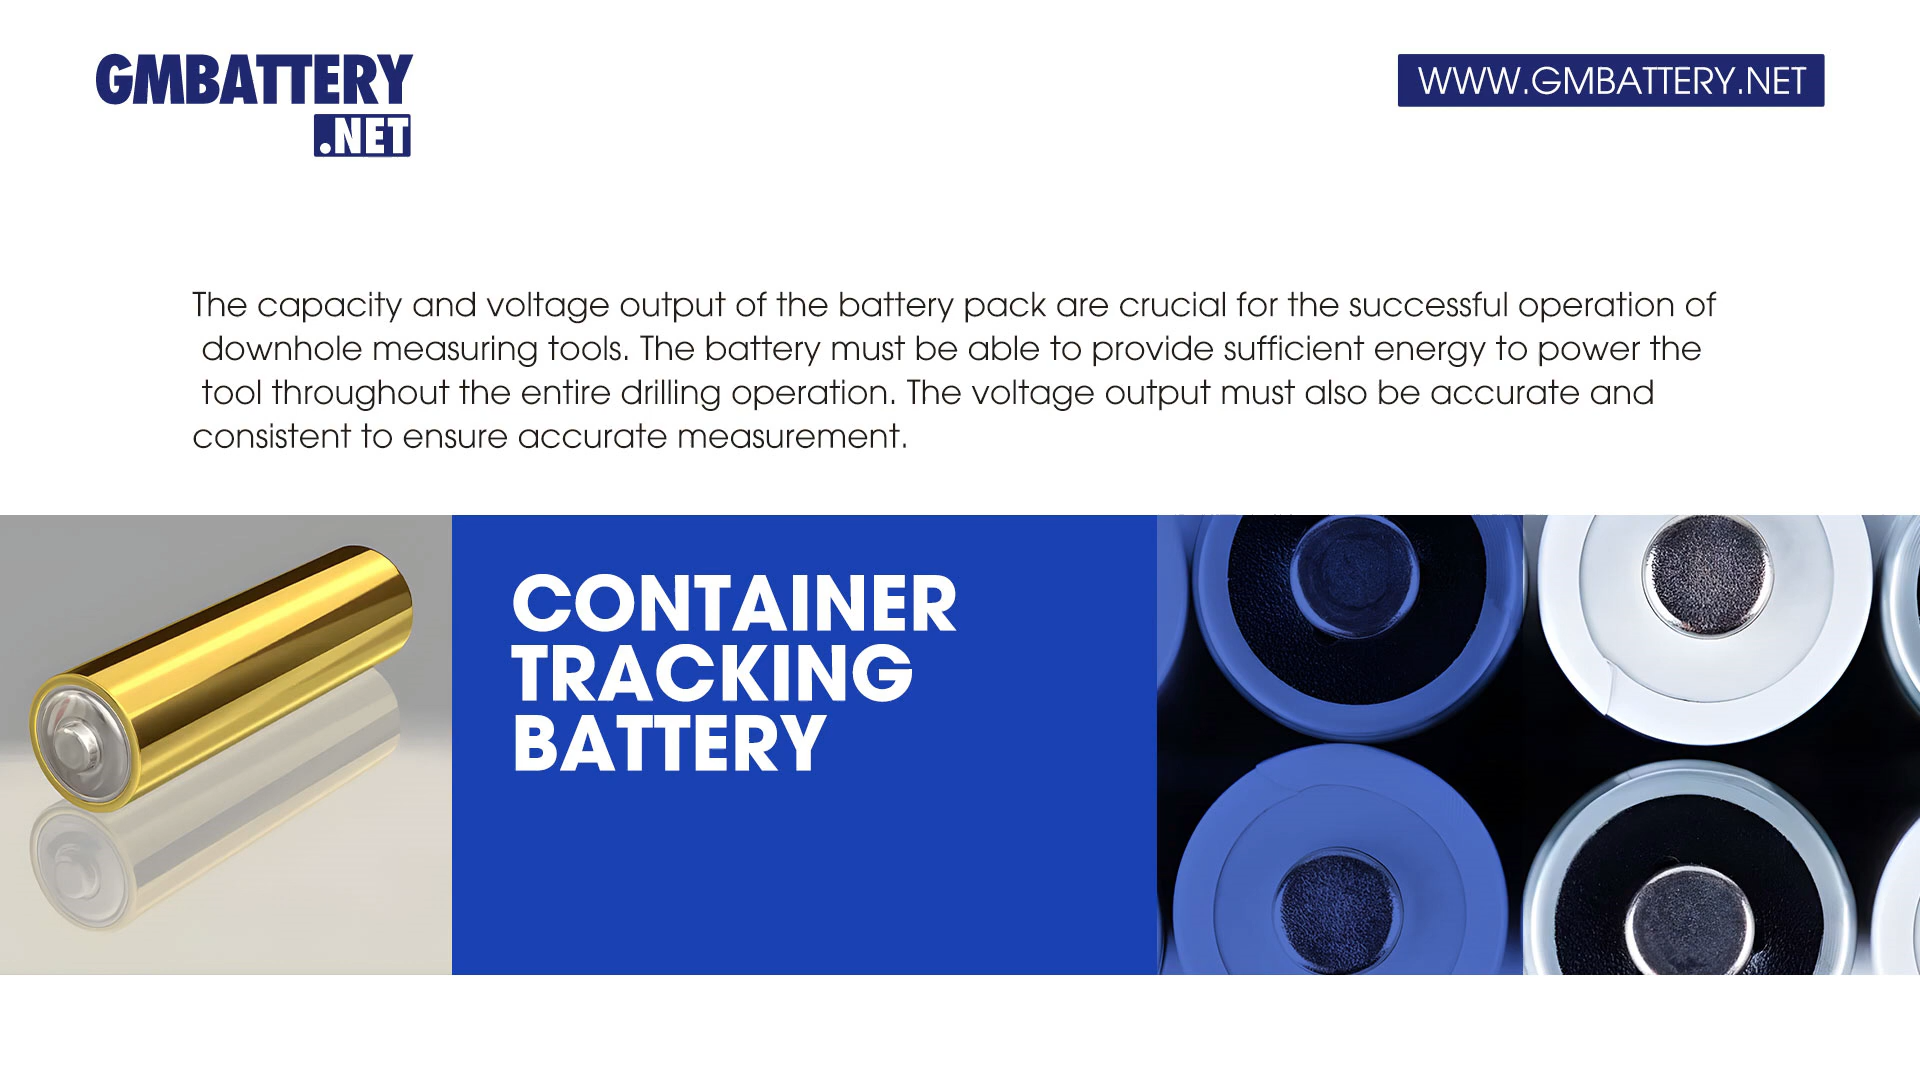 GMBATTERY
.NET
WWW.GMBATTERY.NET
The capacity and voltage output of the battery pack are crucial for the successful operation of
downhole measuring tools. The battery must be able to provide sufficient energy to power the
tool throughout the entire drilling operation. The voltage output must also be accurate and
consistent to ensure accurate measurement.
CONTAINER
TRACKING
BATTERY